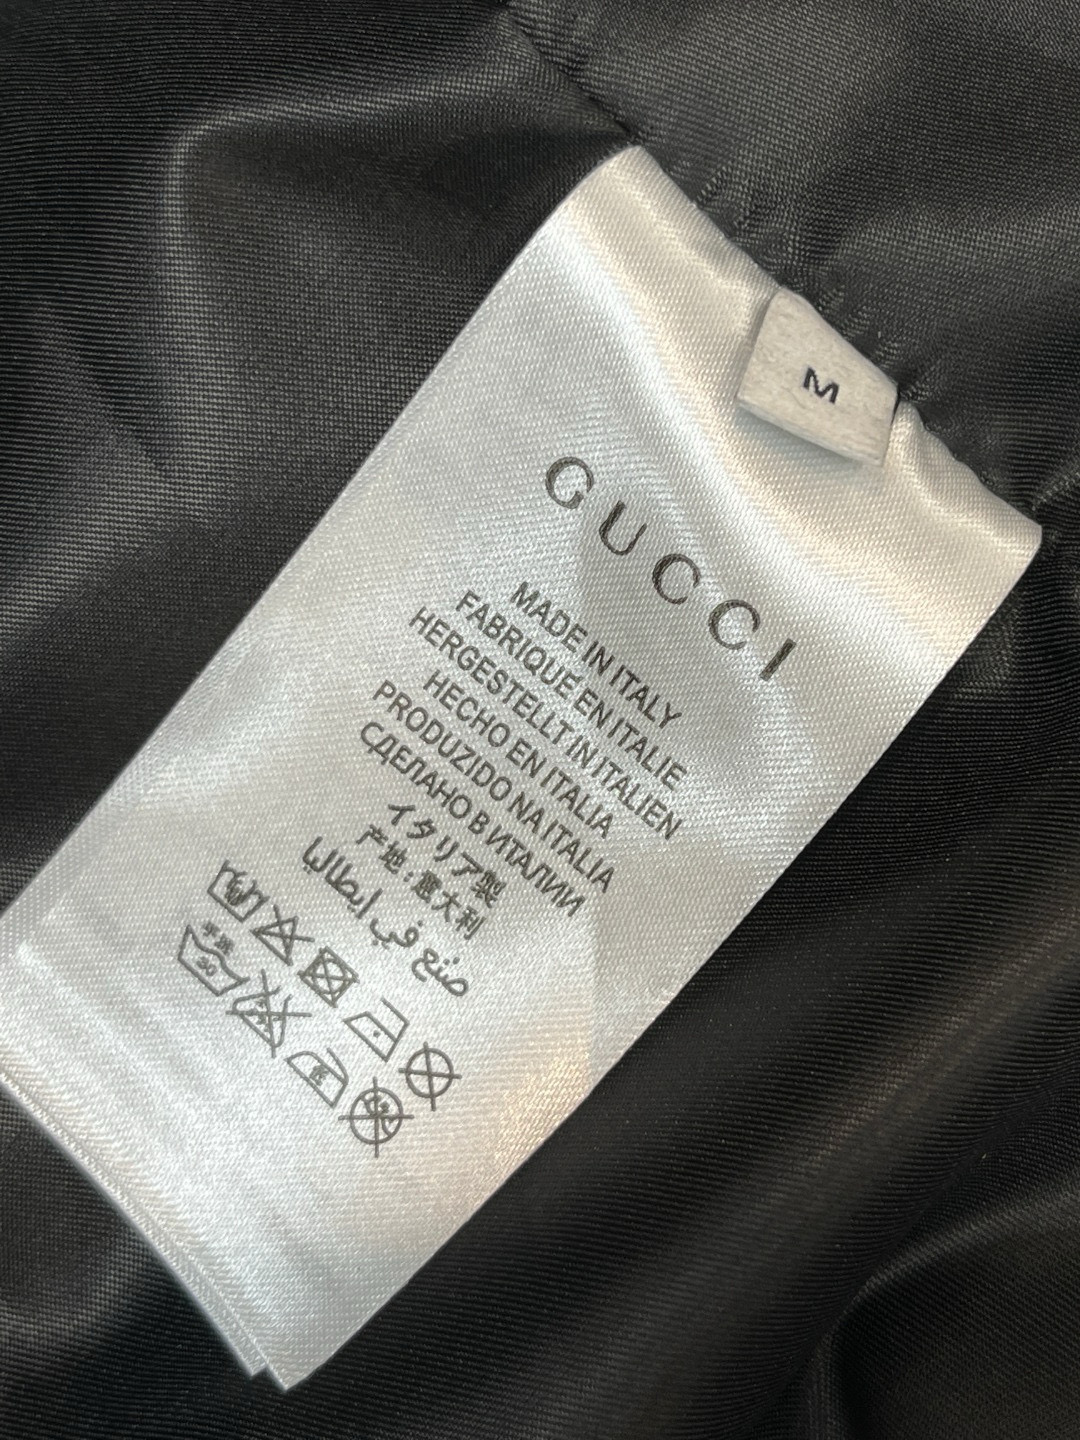 M
GUCCI
MADE IN ITALY
FABRIQUÉ EN ITALIE
HERGESTELLT IN ITALIEN
HECHO EN ITALIA
PRODUZIDO NA ITALIA
СДЕЛАНО В ИТАЛИИ
イタリア製
产地：意大利
صنع في إيطاليا
30